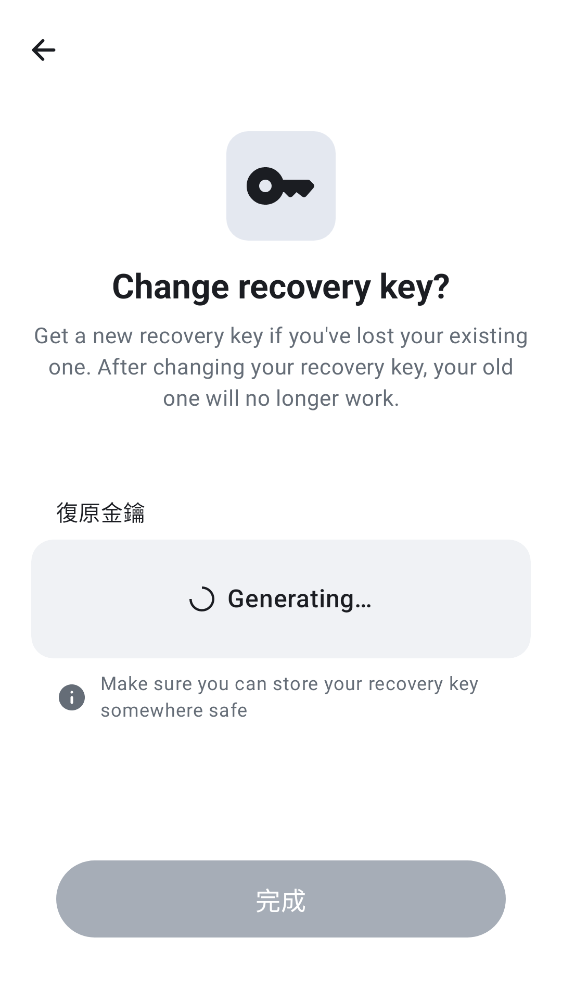 Change recovery key?
Get a new recovery key if you've lost your existing
one. After changing your recovery key, your old
one will no longer work.
復原金鑰
Generating…
Make sure you can store your recovery key
somewhere safe
完成